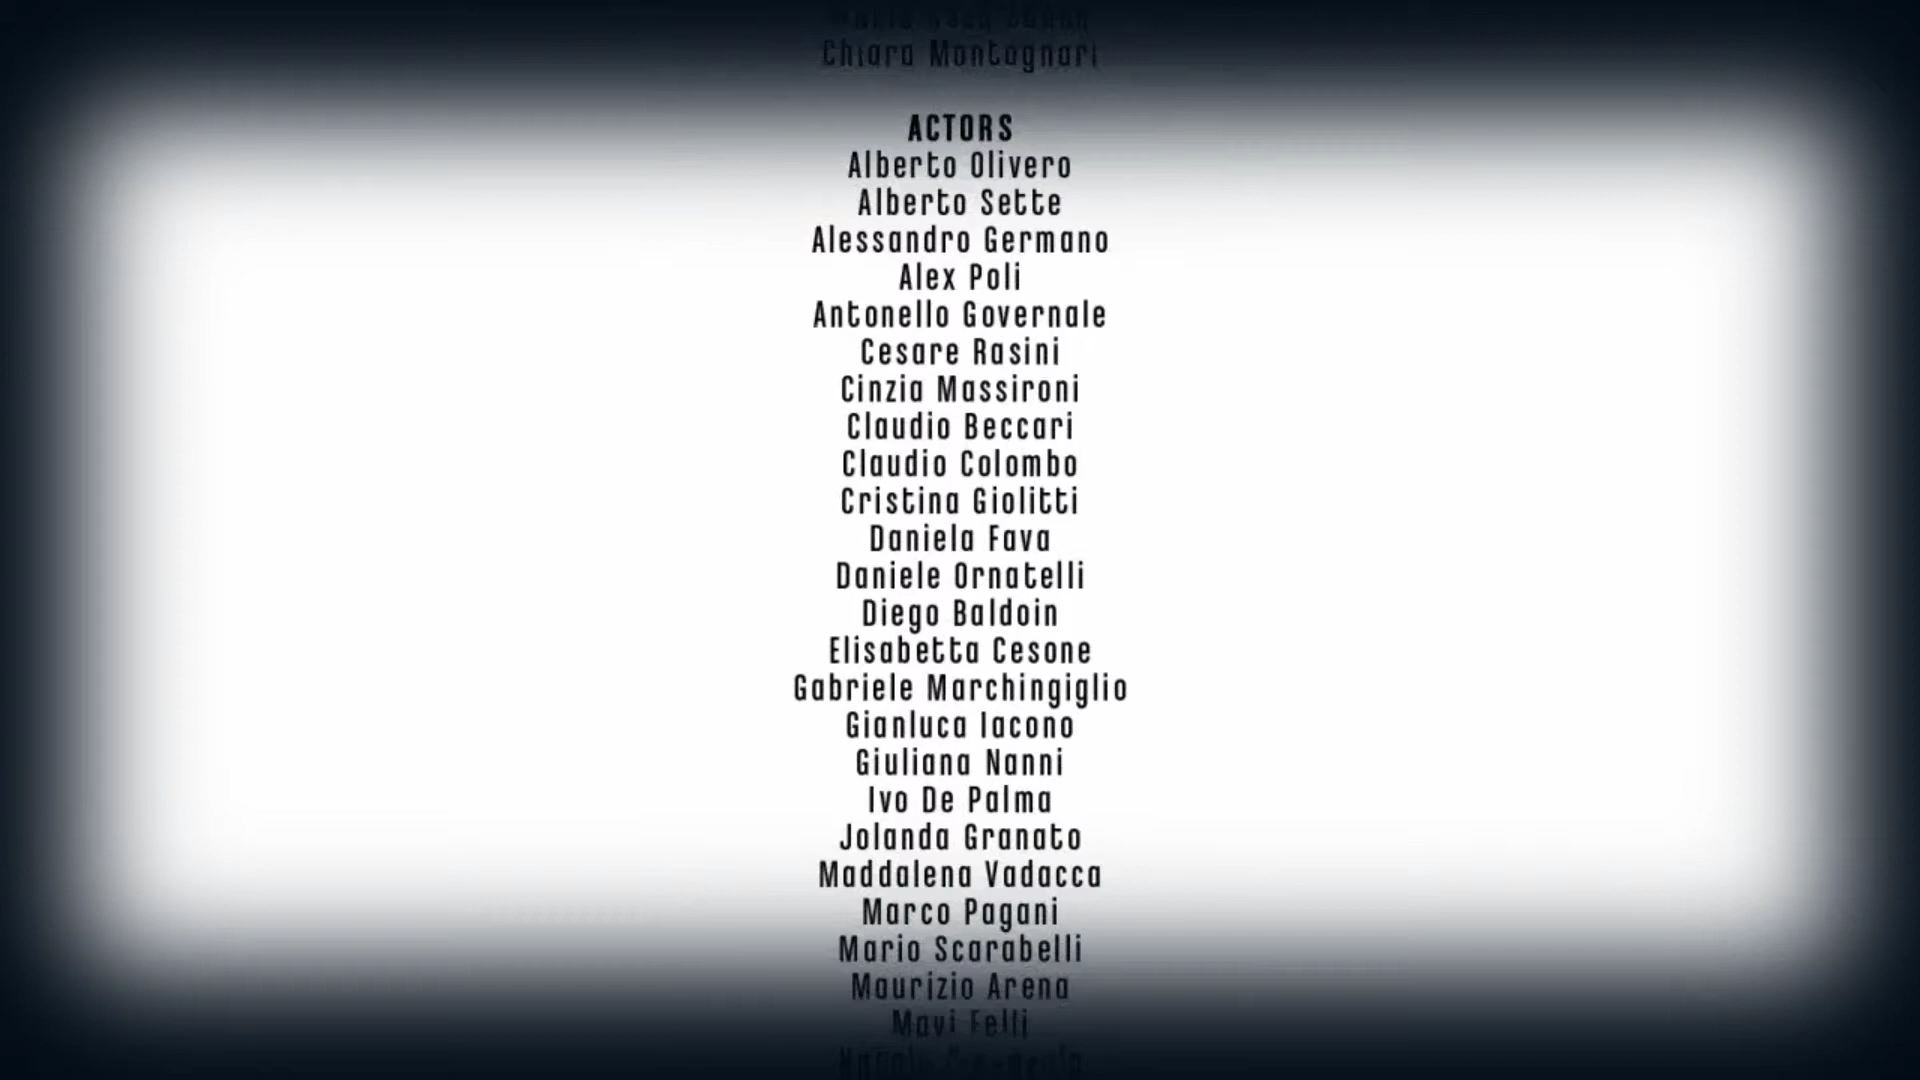 Chiara Montagnari
ACTORS
Alberto Olivero
Alberto Sette
Alessandro Germano
Alex Poli
Antonello Governale
Cesare Rasini
Cinzia Massironi
Claudio Beccari
Claudio Colombo
Cristina Giolitti
Daniela Fava
Daniele Ornatelli
Diego Baldoin
Elisabetta Cesone
Gabriele Marchingiglio
Gianluca Iacono
Giuliana Nanni
Ivo De Palma
Jolanda Granato
Maddalena Vadacca
Marco Pagani
Mario Scarabelli
Maurizio Arena
Mavi Felli